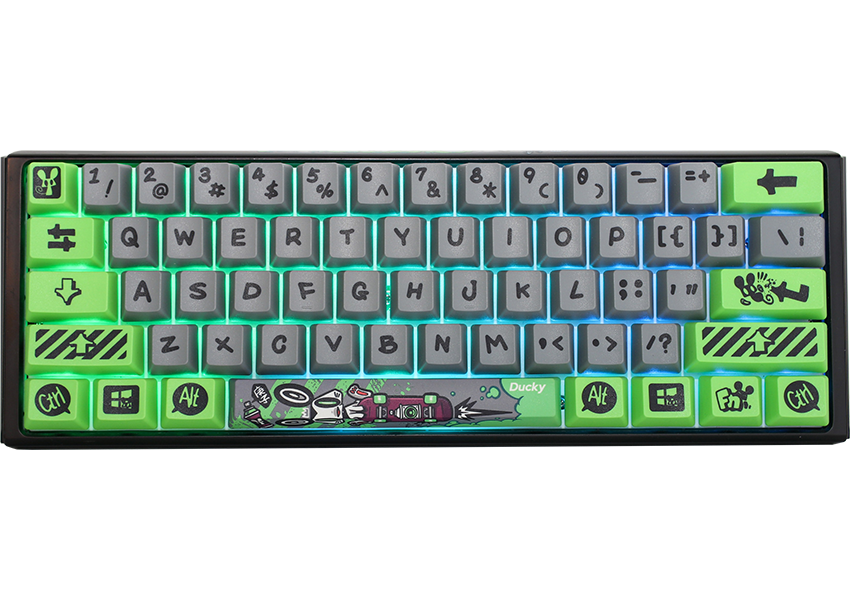 1 ! 2 @ 3 # 4 $ 5 % 6 ^ 7 & 8 * 9 ( 0 ) - _ = +
Q W E R T Y U I O P [ { } ] \ |
A S D F G H J K L ; : ' "
Z X C V B N M , < . > / ?
Ctrl Alt Ducky Alt Fn Ctrl